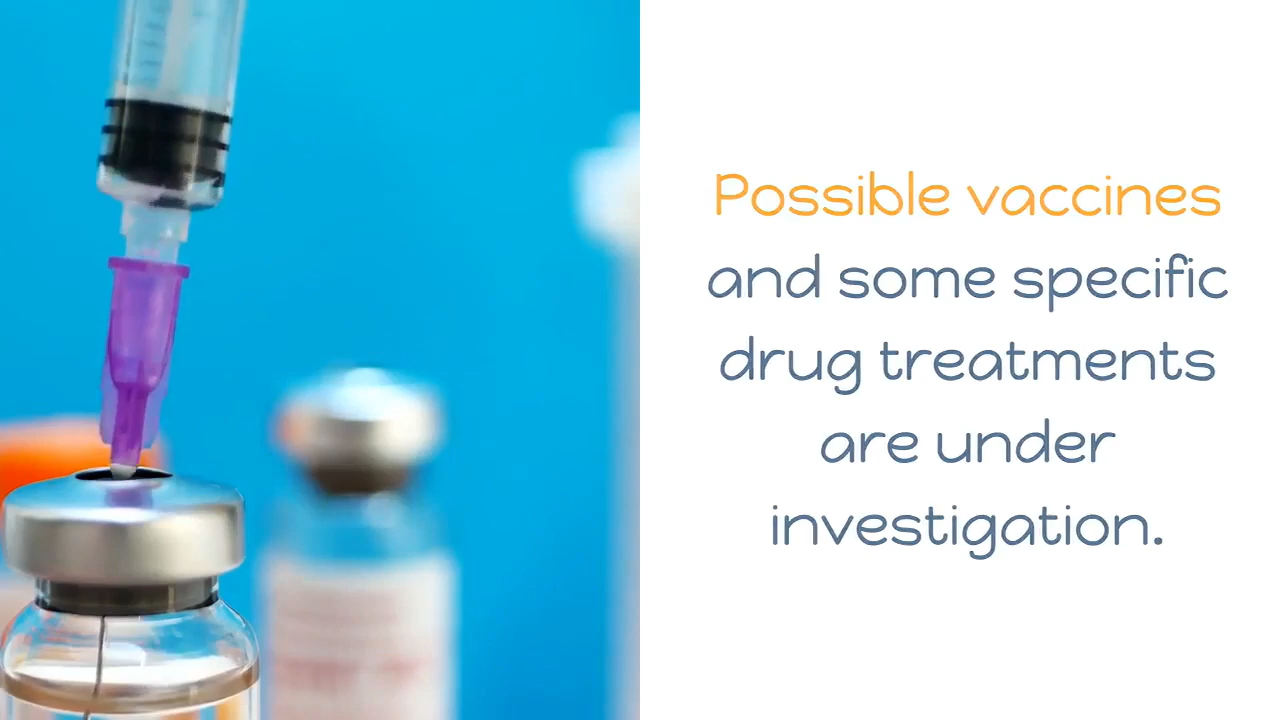 Possible vaccines
and some specific
drug treatments
are under
investigation.